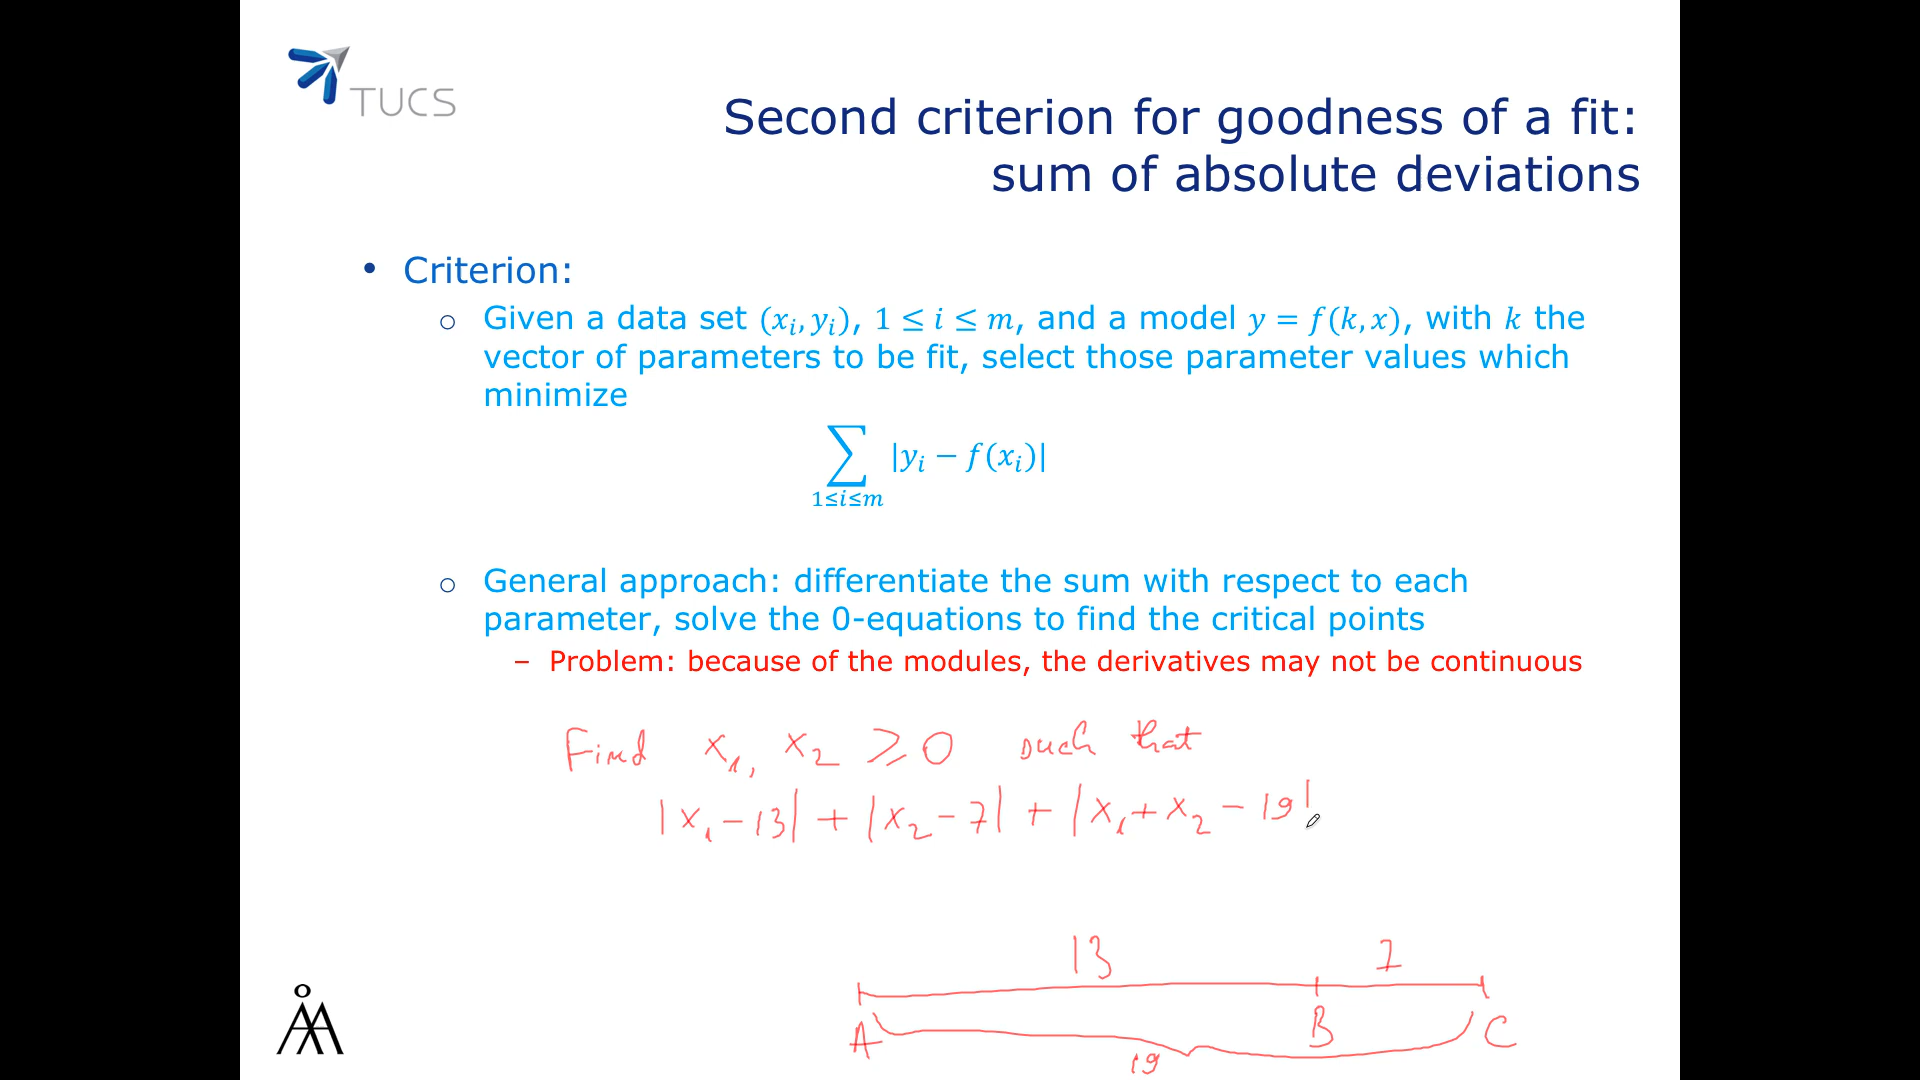 TUCS
Second criterion for goodness of a fit:
sum of absolute deviations
• Criterion:
o Given a data set (xᵢ, yᵢ), 1 ≤ i ≤ m, and a model y = f(k, x), with k the
vector of parameters to be fit, select those parameter values which
minimize
∑ |yᵢ − f(xᵢ)|
1≤i≤m
o General approach: differentiate the sum with respect to each
parameter, solve the 0-equations to find the critical points
– Problem: because of the modules, the derivatives may not be continuous
Find x₁, x₂ ≥ 0 such that
|x₁ − 13| + |x₂ − 7| + |x₁ + x₂ − 19|
13 7
A B C
19